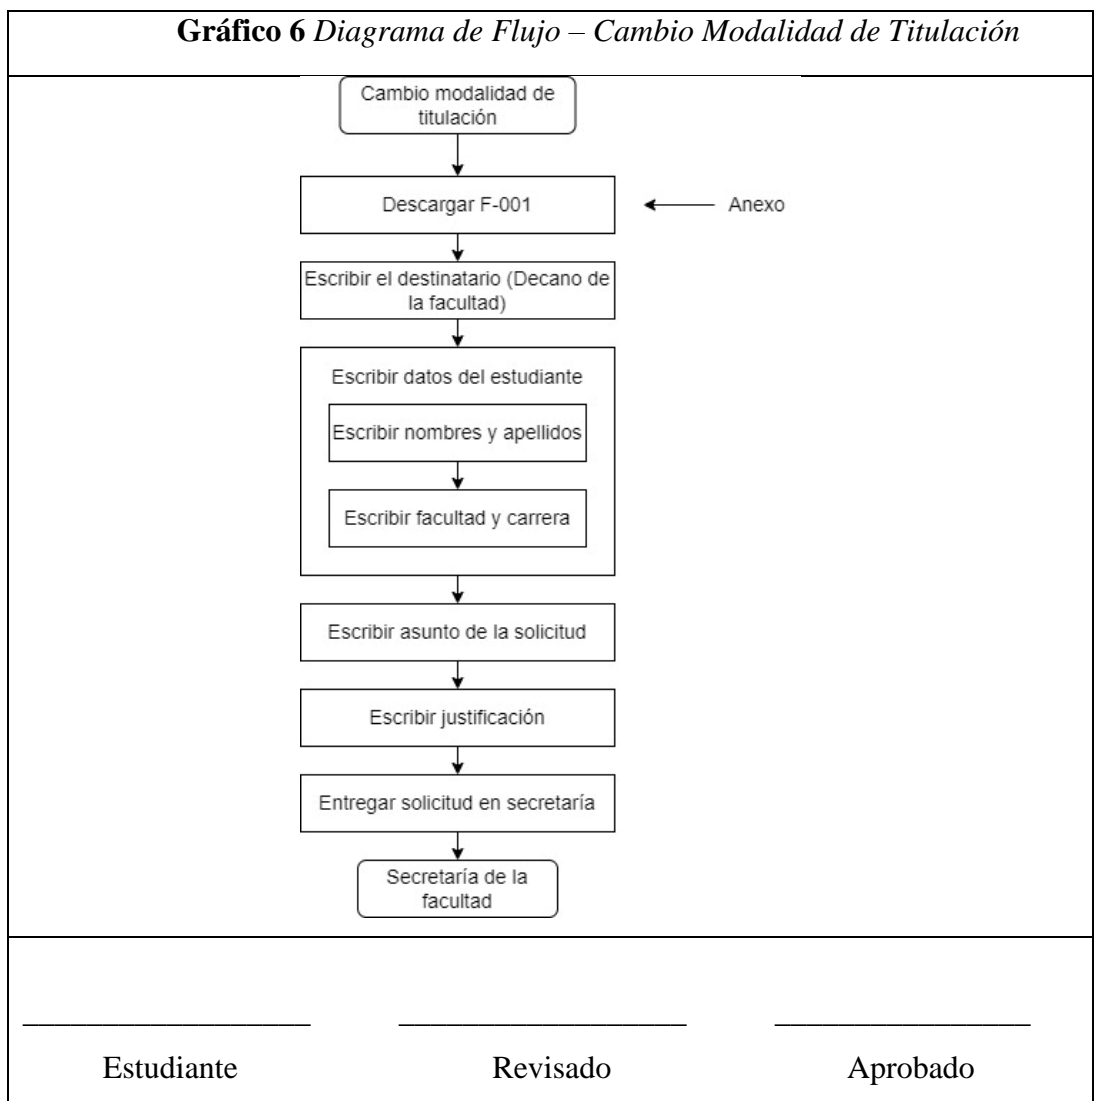 Gráfico 6 Diagrama de Flujo – Cambio Modalidad de Titulación
Cambio modalidad de
titulación
Descargar F-001
Anexo
Escribir el destinatario (Decano de
la facultad)
Escribir datos del estudiante
Escribir nombres y apellidos
Escribir facultad y carrera
Escribir asunto de la solicitud
Escribir justificación
Entregar solicitud en secretaría
Secretaría de la
facultad
Estudiante
Revisado
Aprobado